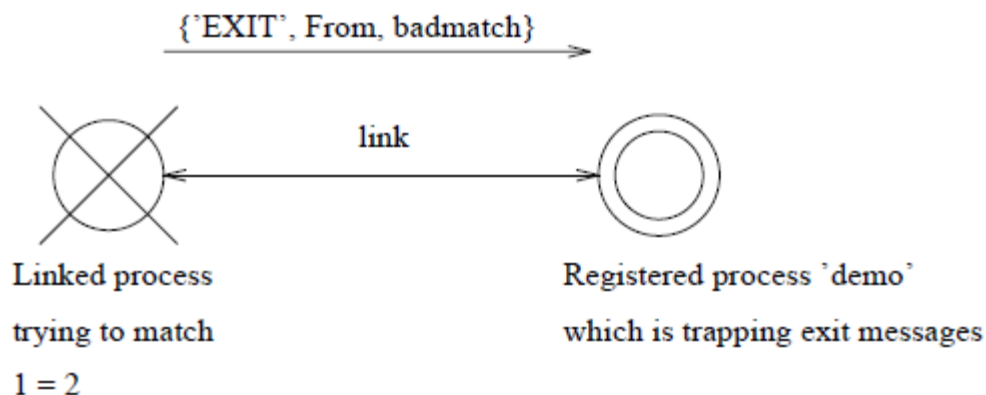 {'EXIT', From, badmatch}
link
Linked process
trying to match
1 = 2
Registered process 'demo'
which is trapping exit messages